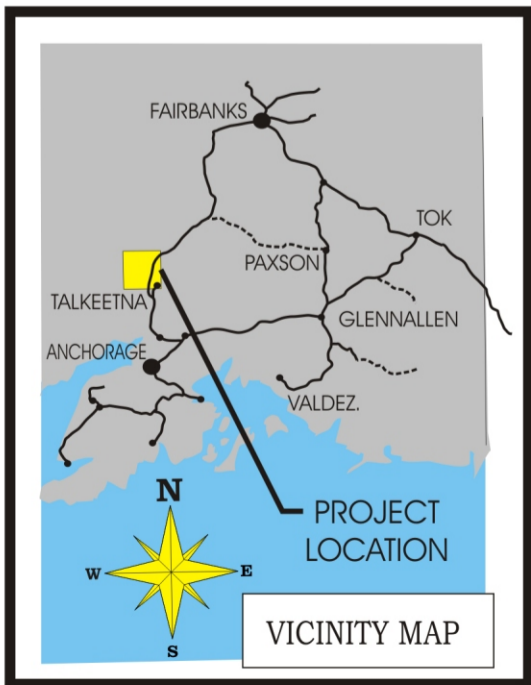 FAIRBANKS
TOK
PAXSON
TALKEETNA
GLENNALLEN
ANCHORAGE
VALDEZ.
N
PROJECT
LOCATION
W
E
S
VICINITY MAP